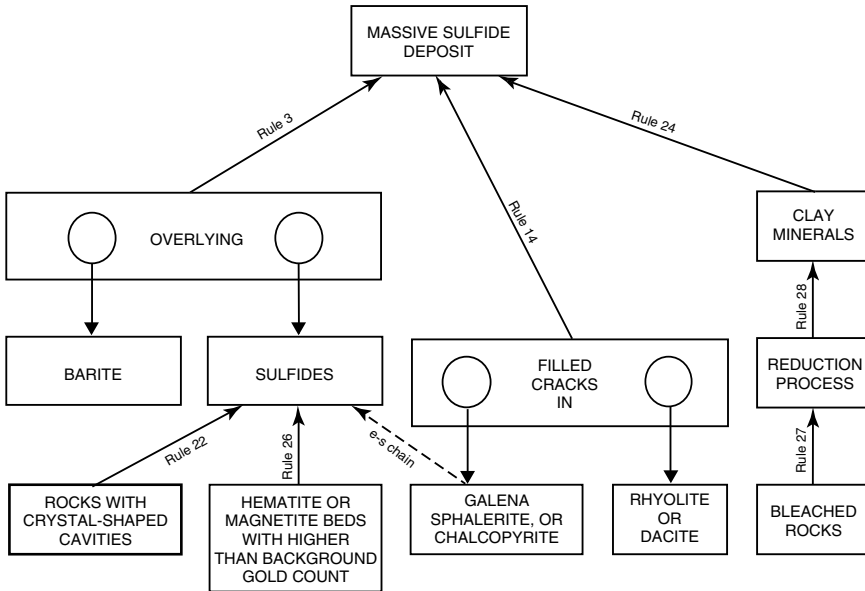 MASSIVE SULFIDE
DEPOSIT
Rule 3
Rule 14
Rule 24
OVERLYING
CLAY
MINERALS
Rule 28
BARITE
SULFIDES
FILLED
CRACKS
IN
REDUCTION
PROCESS
Rule 22
Rule 26
e-s chain
Rule 27
ROCKS WITH
CRYSTAL-SHAPED
CAVITIES
HEMATITE OR
MAGNETITE BEDS
WITH HIGHER
THAN BACKGROUND
GOLD COUNT
GALENA
SPHALERITE, OR
CHALCOPYRITE
RHYOLITE
OR
DACITE
BLEACHED
ROCKS